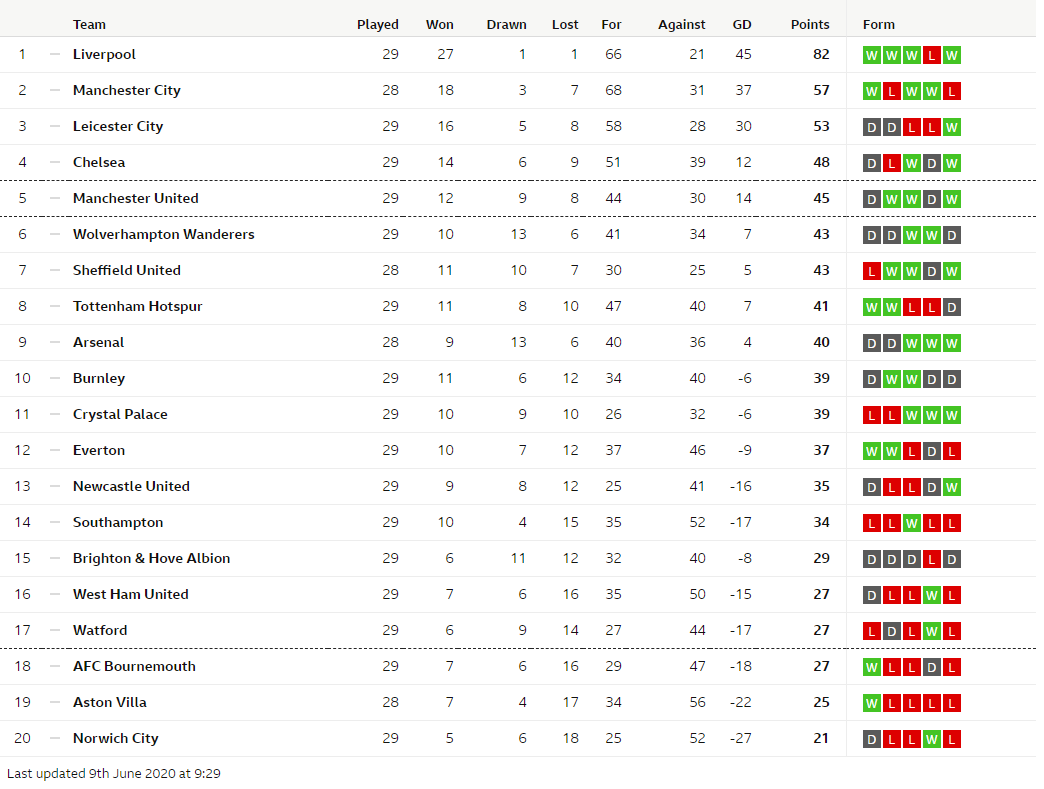 Team Played Won Drawn Lost For Against GD Points Form
1 Liverpool 29 27 1 1 66 21 45 82 W W W L W
2 Manchester City 28 18 3 7 68 31 37 57 W L W W L
3 Leicester City 29 16 5 8 58 28 30 53 D D L L W
4 Chelsea 29 14 6 9 51 39 12 48 D L W D W
5 Manchester United 29 12 9 8 44 30 14 45 D W W D W
6 Wolverhampton Wanderers 29 10 13 6 41 34 7 43 D D W W D
7 Sheffield United 28 11 10 7 30 25 5 43 L W W D W
8 Tottenham Hotspur 29 11 8 10 47 40 7 41 W W L L D
9 Arsenal 28 9 13 6 40 36 4 40 D D W W W
10 Burnley 29 11 6 12 34 40 -6 39 D W W D D
11 Crystal Palace 29 10 9 10 26 32 -6 39 L L W W W
12 Everton 29 10 7 12 37 46 -9 37 W W L D L
13 Newcastle United 29 9 8 12 25 41 -16 35 D L L D W
14 Southampton 29 10 4 15 35 52 -17 34 L L W L L
15 Brighton & Hove Albion 29 6 11 12 32 40 -8 29 D D D L D
16 West Ham United 29 7 6 16 35 50 -15 27 D L L W L
17 Watford 29 6 9 14 27 44 -17 27 L D L W L
18 AFC Bournemouth 29 7 6 16 29 47 -18 27 W L L D L
19 Aston Villa 28 7 4 17 34 56 -22 25 W L L L L
20 Norwich City 29 5 6 18 25 52 -27 21 D L L W L
Last updated 9th June 2020 at 9:29